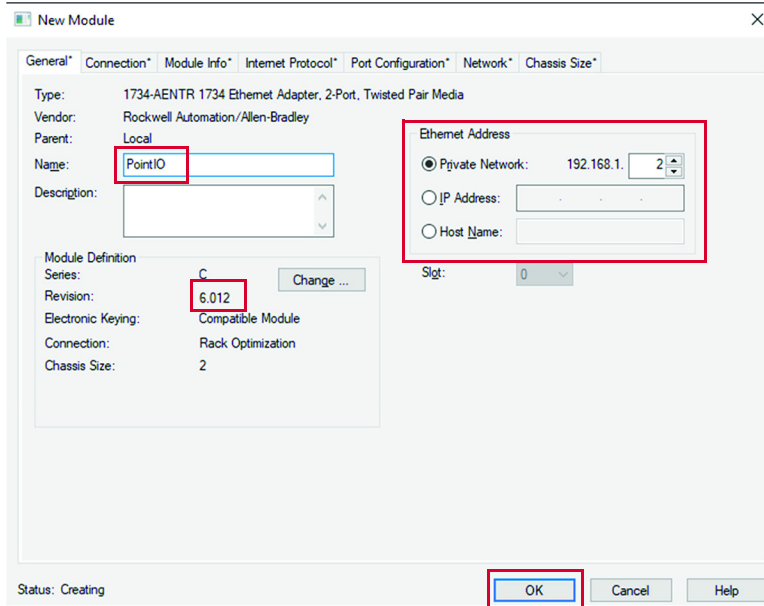 New Module
General* Connection* Module Info* Internet Protocol* Port Configuration* Network* Chassis Size*
Type: 1734-AENTR 1734 Ethernet Adapter, 2-Port, Twisted Pair Media
Vendor: Rockwell Automation/Allen-Bradley
Parent: Local
Name: PointIO
Description:
Ethernet Address
Private Network: 192.168.1. 2
IP Address: . . .
Host Name:
Slot: 0
Module Definition
Series: C
Change ...
Revision: 6.012
Electronic Keying: Compatible Module
Connection: Rack Optimization
Chassis Size: 2
Status: Creating
OK Cancel Help